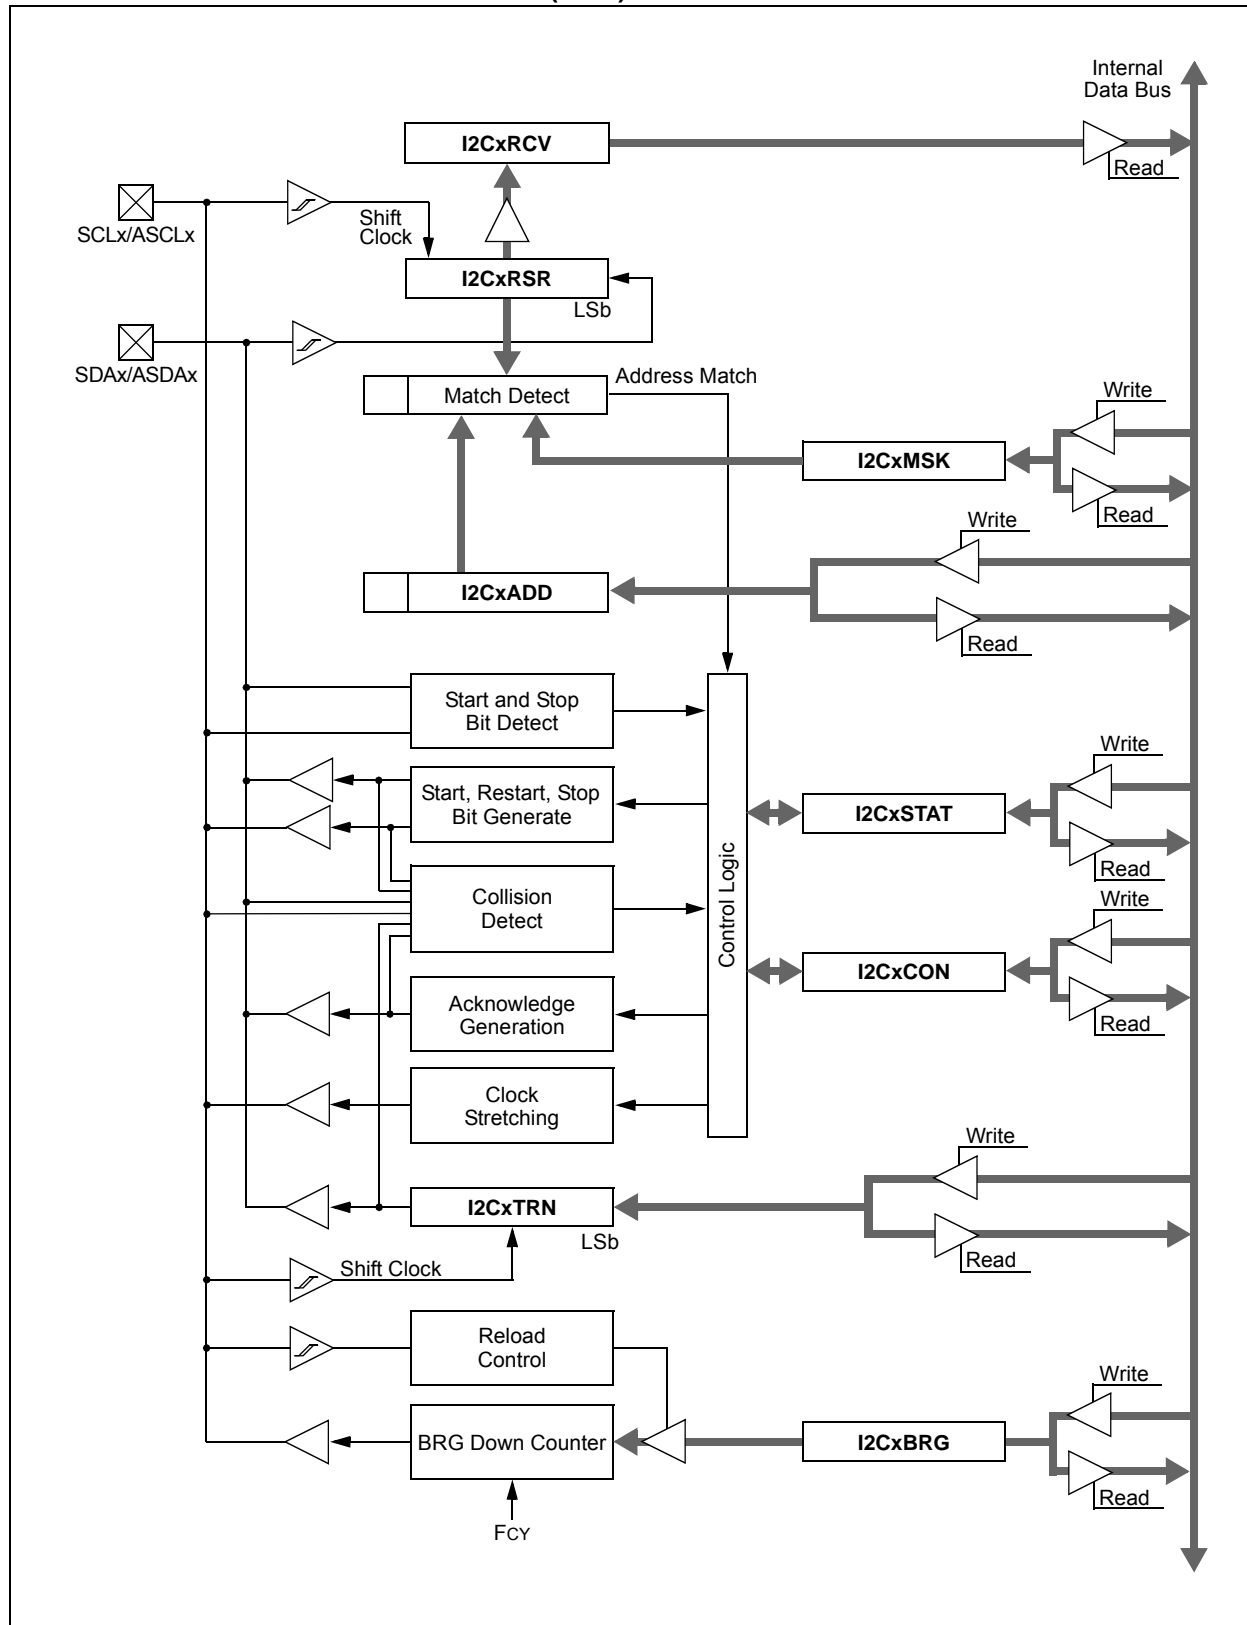 Internal
Data Bus
I2CxRCV
Read
SCLx/ASCLx
Shift
Clock
I2CxRSR
LSb
SDAx/ASDAx
Match Detect
Address Match
Write
I2CxMSK
Read
Write
I2CxADD
Read
Start and Stop
Bit Detect
Start, Restart, Stop
Bit Generate
Write
I2CxSTAT
Read
Collision
Detect
Control Logic
Write
I2CxCON
Read
Acknowledge
Generation
Clock
Stretching
Write
I2CxTRN
LSb
Read
Shift Clock
Reload
Control
Write
BRG Down Counter
I2CxBRG
Read
FCY